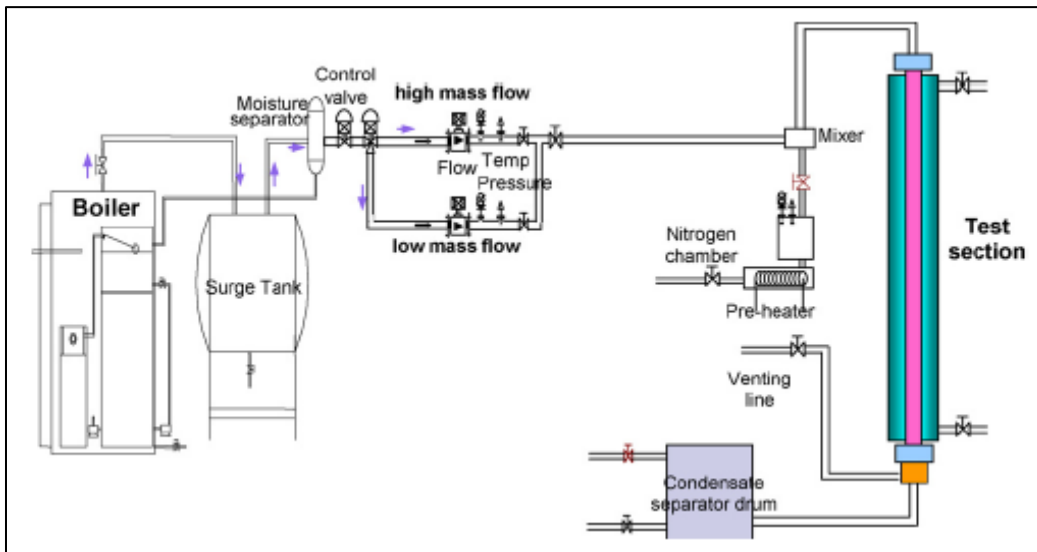 Control
valve
high mass flow
Moisture
separator
Mixer
Flow
Temp
Pressure
Boiler
low mass flow
Nitrogen
chamber
Test
section
Surge Tank
Pre-heater
Venting
line
Condensate
separator drum